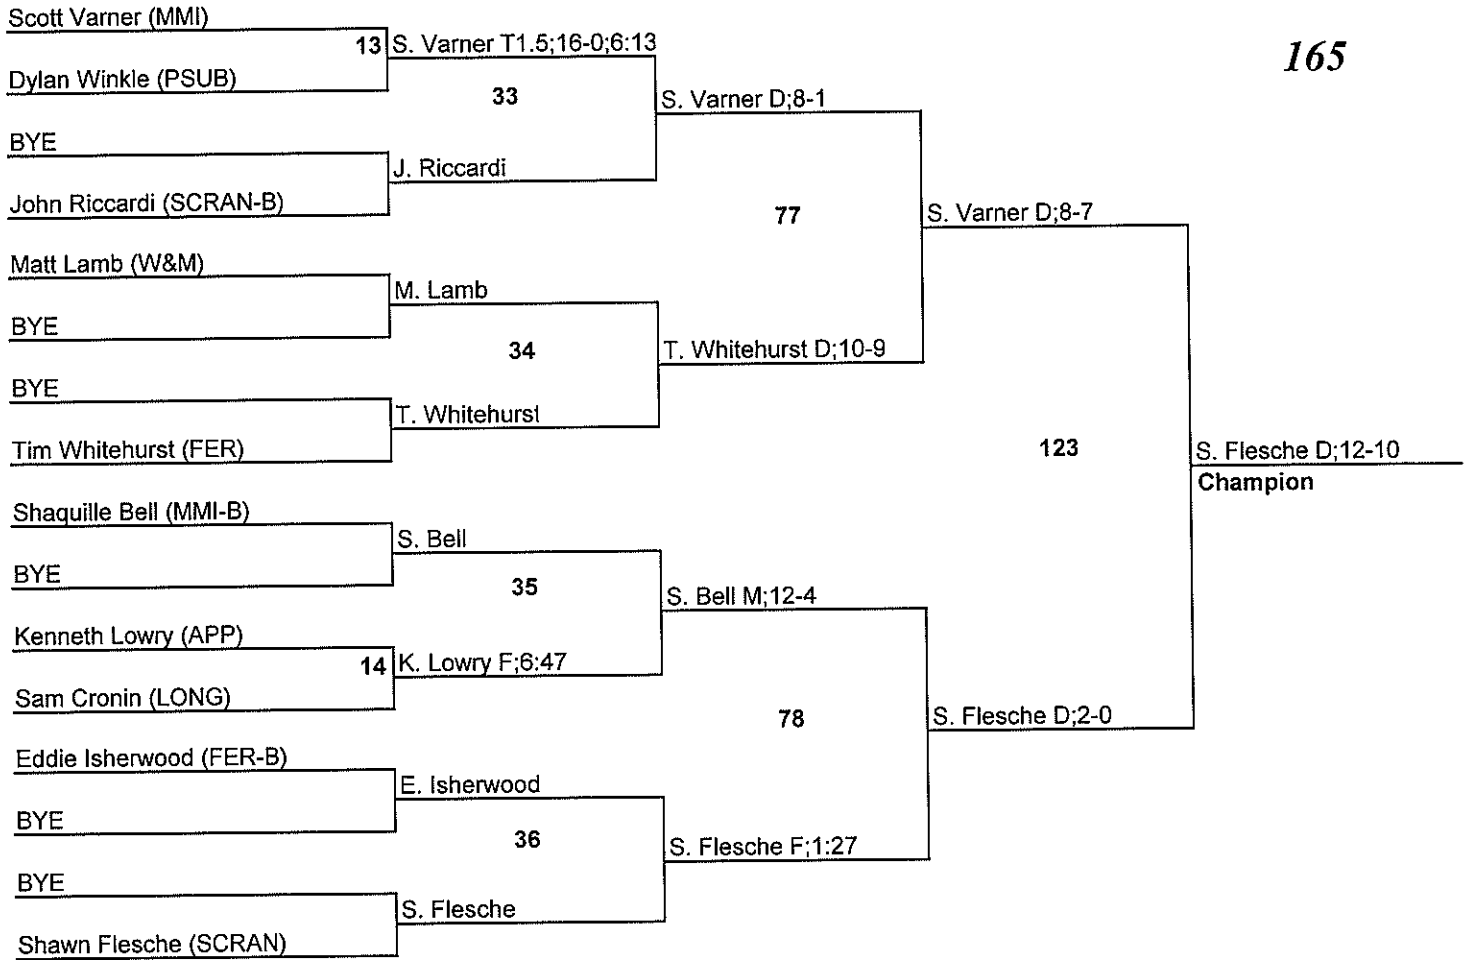 Scott Varner (MMI)
13 S. Varner T1.5;16-0;6:13
165
Dylan Winkle (PSUB)
33
S. Varner D;8-1
BYE
J. Riccardi
John Riccardi (SCRAN-B)
77
S. Varner D;8-7
Matt Lamb (W&M)
M. Lamb
BYE
34
T. Whitehurst D;10-9
BYE
T. Whitehurst
Tim Whitehurst (FER)
123
S. Flesche D;12-10
Champion
Shaquille Bell (MMI-B)
S. Bell
BYE
35
S. Bell M;12-4
Kenneth Lowry (APP)
14 K. Lowry F;6:47
Sam Cronin (LONG)
78
S. Flesche D;2-0
Eddie Isherwood (FER-B)
E. Isherwood
BYE
36
S. Flesche F;1:27
BYE
S. Flesche
Shawn Flesche (SCRAN)